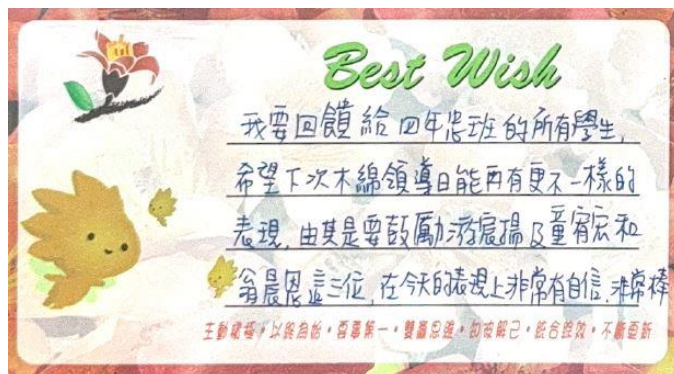 Best Wish
我要回饋給四年忠班的所有學生,
希望下次木綿領導日能再有更不一樣的
表現,由其是要鼓勵游宸揚及童宥宏和
翁晨恩這三位,在今天的表現上非常有自信,非常棒
主動積極・以終為始・要事第一・雙贏思維・知彼解己・統合綜效・不斷更新